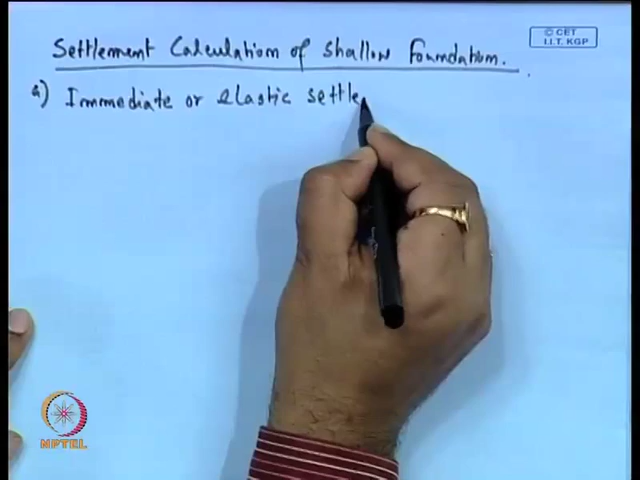 © CET
I.I.T. KGP
Settlement Calculation of Shallow Foundation.
a) Immediate or elastic settle
NPTEL